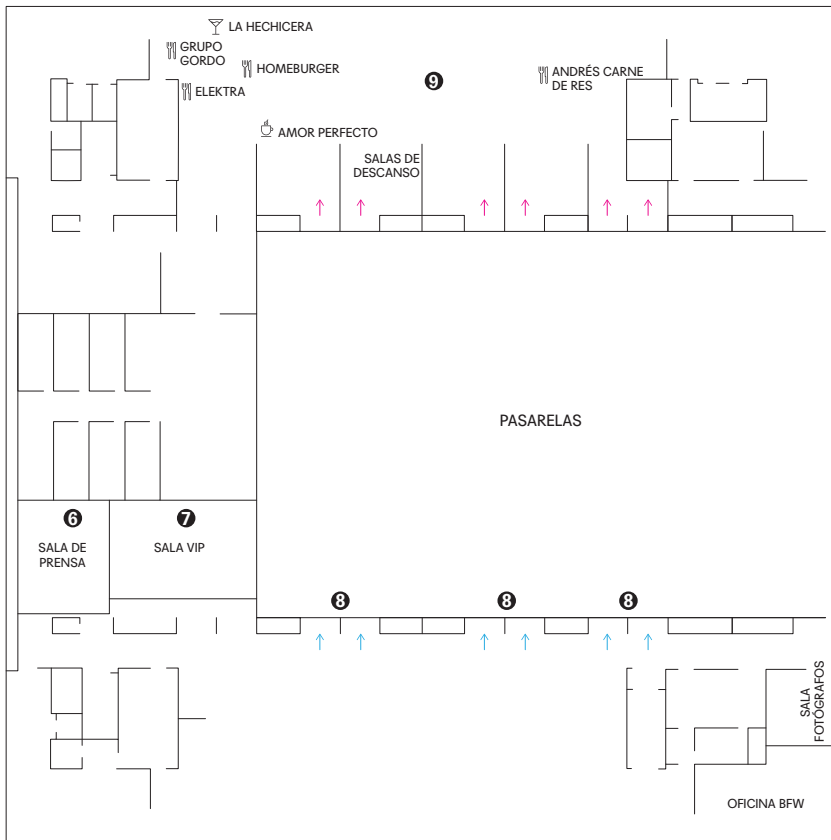 LA HECHICERA
GRUPO
GORDO
HOMEBURGER
ELEKTRA
ANDRÉS CARNE
DE RES
9
AMOR PERFECTO
SALAS DE
DESCANSO
PASARELAS
6
SALA DE
PRENSA
7
SALA VIP
8
8
8
SALA
FOTÓGRAFOS
OFICINA BFW